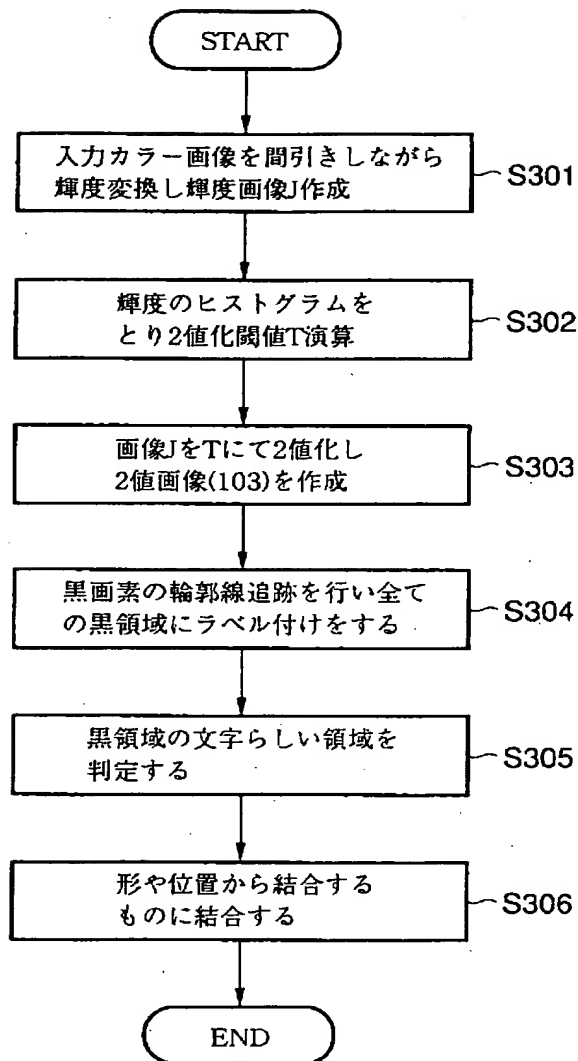 START
入力カラー画像を間引きしながら
輝度変換し輝度画像J作成
S301
輝度のヒストグラムを
とり2値化閾値T演算
S302
画像JをTにて2値化し
2値画像(103)を作成
S303
黒画素の輪郭線追跡を行い全て
の黒領域にラベル付けをする
S304
黒領域の文字らしい領域を
判定する
S305
形や位置から結合する
ものに結合する
S306
END